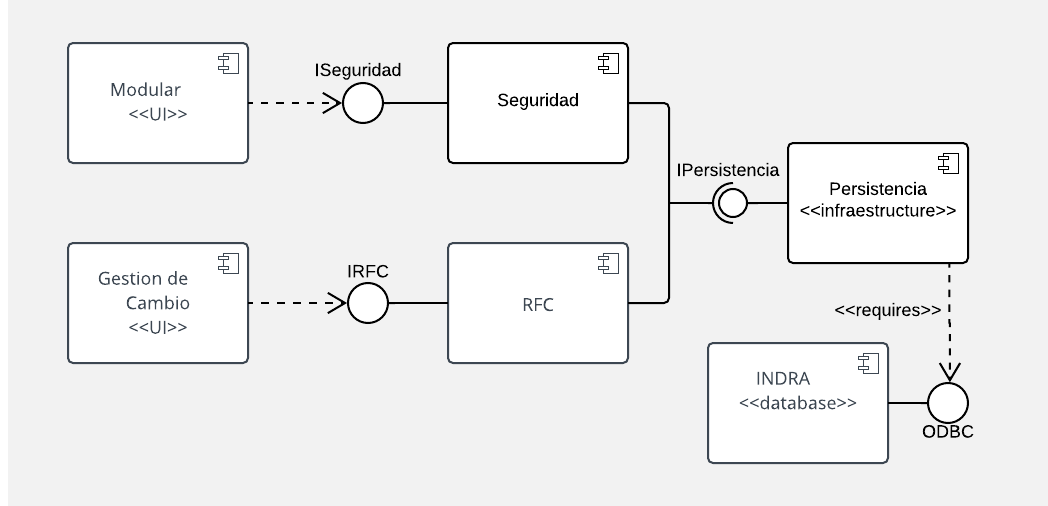 Modular
<<UI>>
ISeguridad
Seguridad
IPersistencia
Persistencia
<<infraestructure>>
Gestion de
Cambio
<<UI>>
IRFC
RFC
<<requires>>
INDRA
<<database>>
ODBC